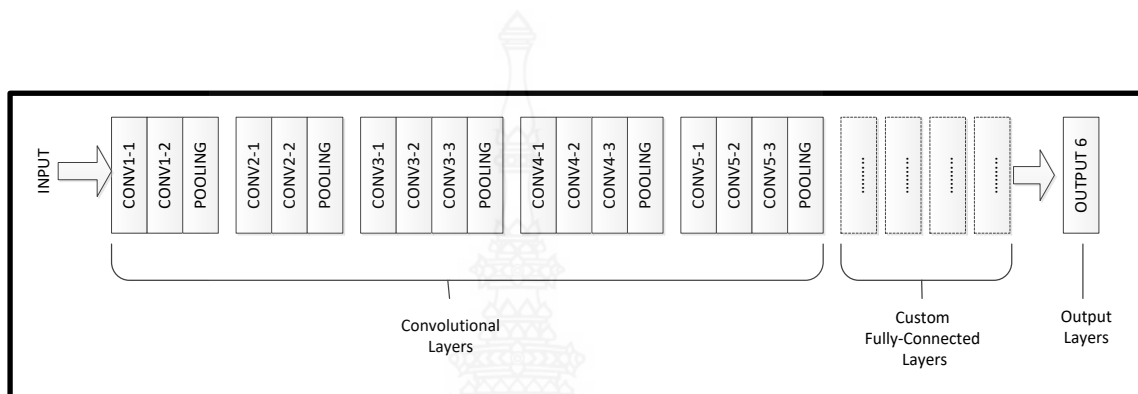 INPUT
CONV1-1
CONV1-2
POOLING
CONV2-1
CONV2-2
POOLING
CONV3-1
CONV3-2
CONV3-3
POOLING
CONV4-1
CONV4-2
CONV4-3
POOLING
CONV5-1
CONV5-2
CONV5-3
POOLING
........
........
........
........
OUTPUT 6
Convolutional
Layers
Custom
Fully-Connected
Layers
Output
Layers